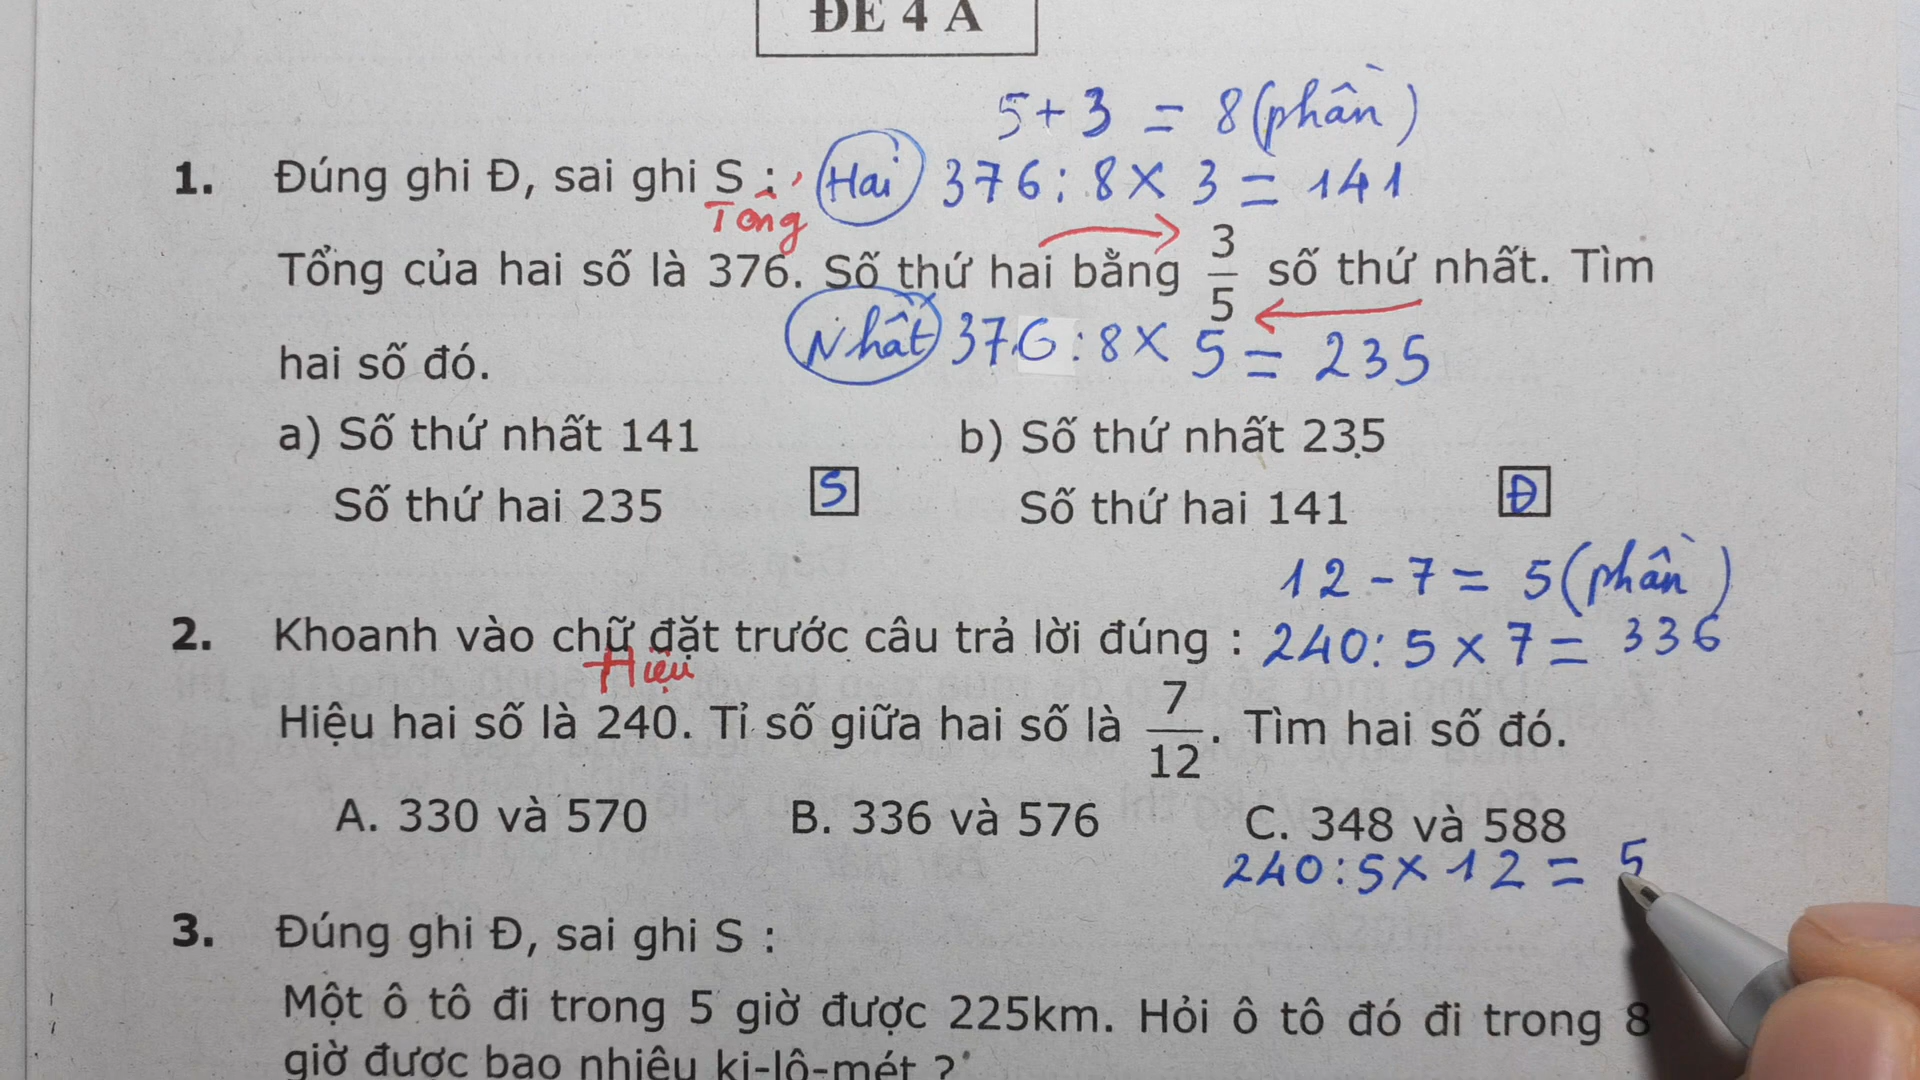 ĐỀ 4 A
5 + 3 = 8 (phần)
1. Đúng ghi Đ, sai ghi S : Hai 376 : 8 × 3 = 141
Tổng
Tổng của hai số là 376. Số thứ hai bằng 3/5 số thứ nhất. Tìm
Nhất 376 : 8 × 5 = 235
hai số đó.
a) Số thứ nhất 141 b) Số thứ nhất 235
Số thứ hai 235 S Số thứ hai 141 Đ
12 - 7 = 5 (phần)
2. Khoanh vào chữ đặt trước câu trả lời đúng : 240 : 5 × 7 = 336
Hiệu
Hiệu hai số là 240. Tỉ số giữa hai số là 7/12. Tìm hai số đó.
A. 330 và 570 B. 336 và 576 C. 348 và 588
240 : 5 × 12 = 5
3. Đúng ghi Đ, sai ghi S :
Một ô tô đi trong 5 giờ được 225km. Hỏi ô tô đó đi trong 8
giờ được bao nhiêu ki-lô-mét ?